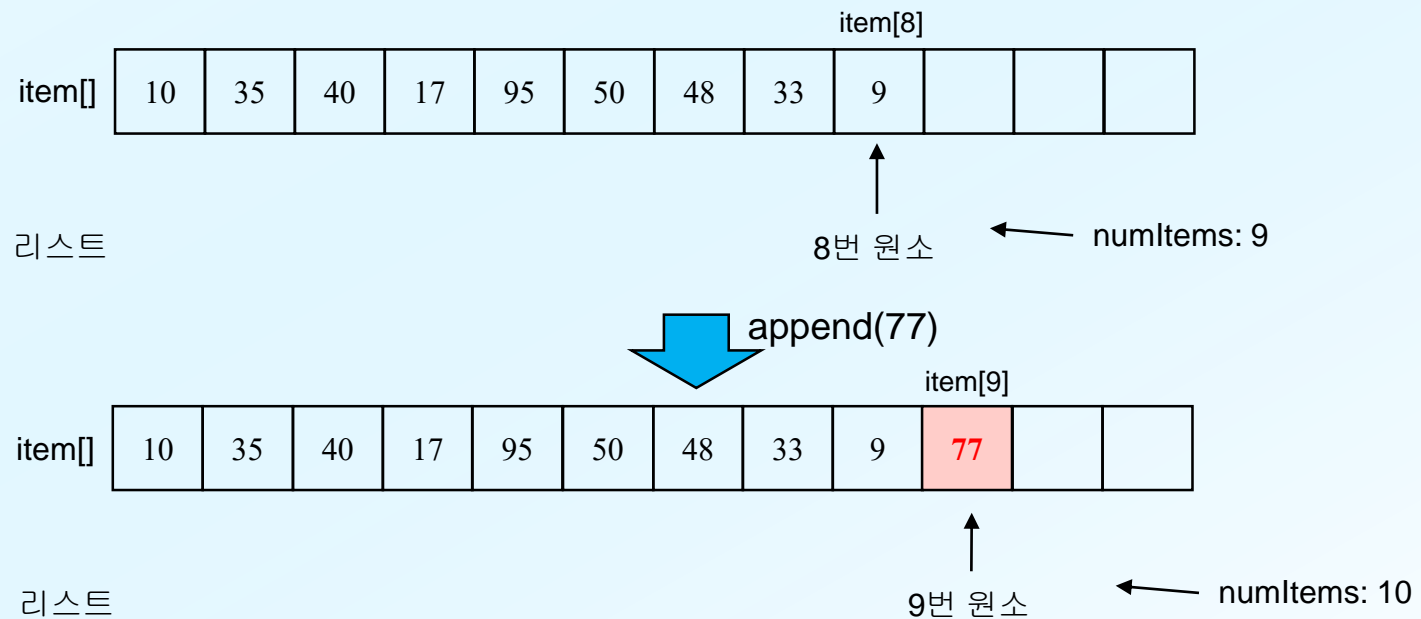 item[8]
item[] 10 35 40 17 95 50 48 33 9
리스트 8번 원소 numItems: 9
append(77)
item[9]
item[] 10 35 40 17 95 50 48 33 9 77
리스트 9번 원소 numItems: 10